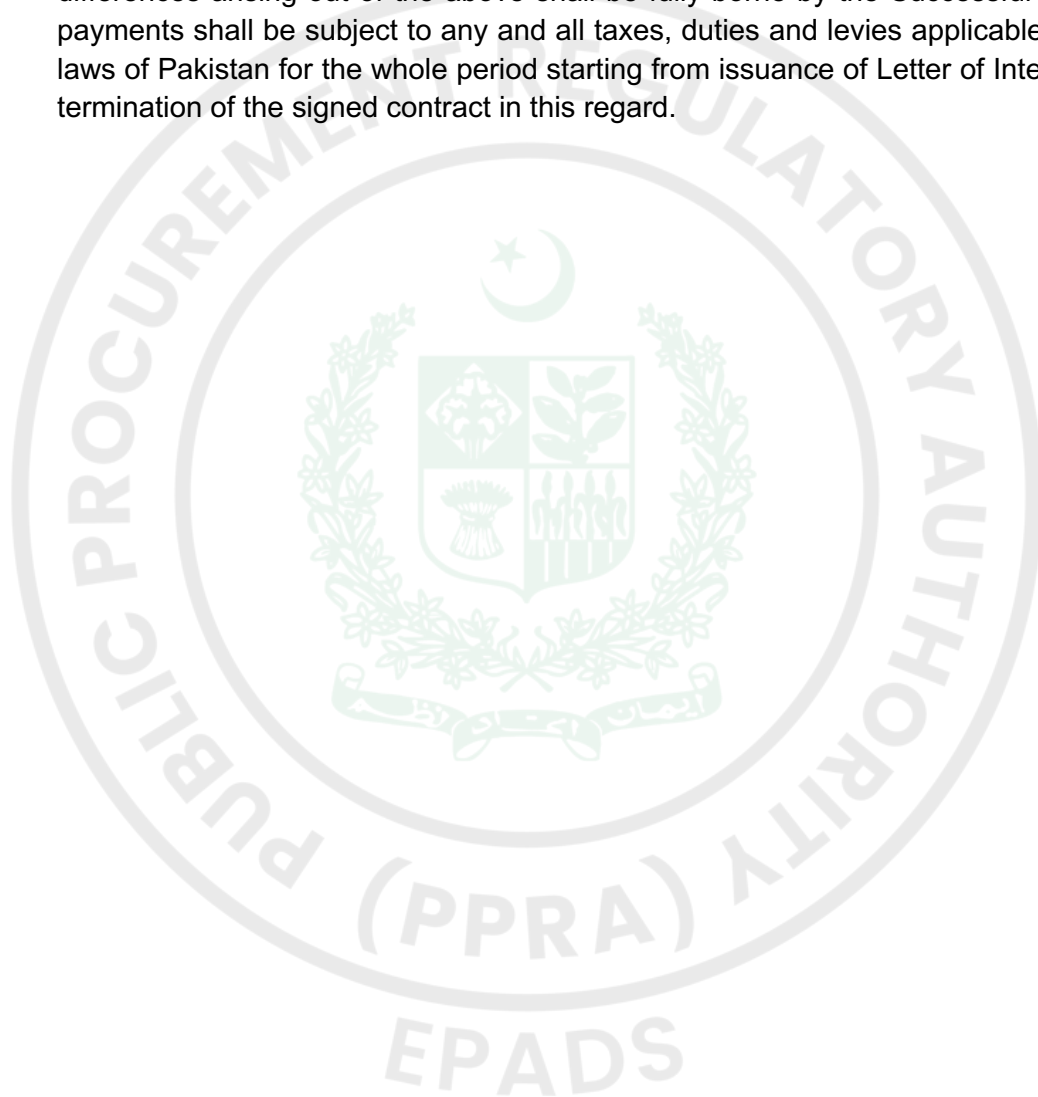 differences arising out of the above shall be fully borne by the Successful
payments shall be subject to any and all taxes, duties and levies applicable
laws of Pakistan for the whole period starting from issuance of Letter of
termination of the signed contract in this regard.
PUBLIC PROCUREMENT REGULATORY AUTHORITY
(PPRA)
EPADS